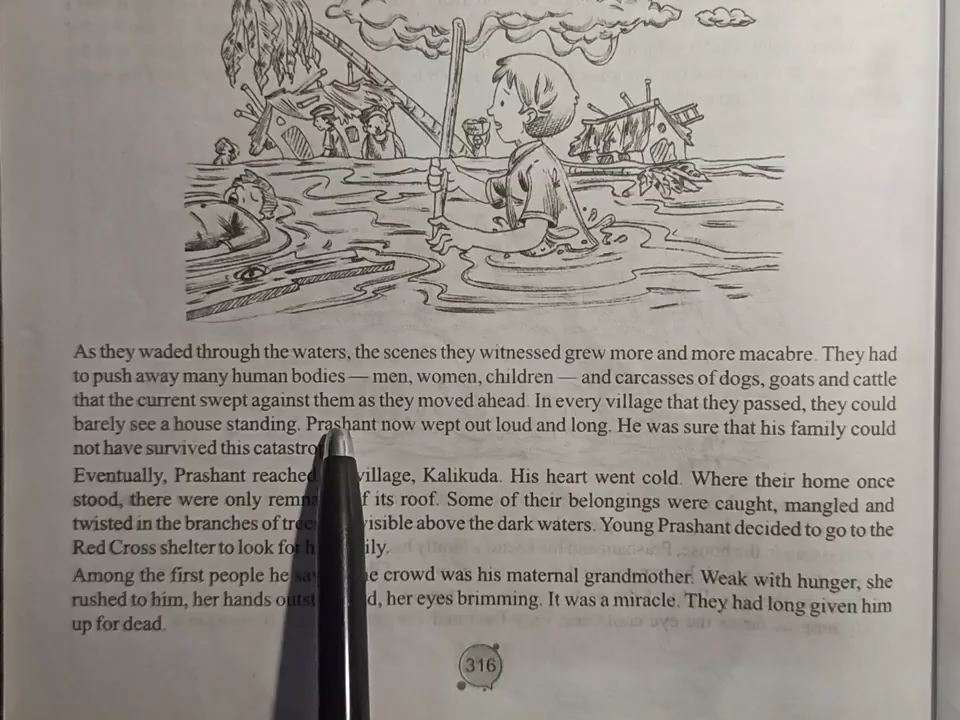 As they waded through the waters, the scenes they witnessed grew more and more macabre. They had
to push away many human bodies — men, women, children — and carcasses of dogs, goats and cattle
that the current swept against them as they moved ahead. In every village that they passed, they could
barely see a house standing. Prashant now wept out loud and long. He was sure that his family could
not have survived this
Eventually, Prashant reached village, Kalikuda. His heart went cold. Where their home once
stood, there were only of its roof. Some of their belongings were caught, mangled and
twisted in the branches of visible above the dark waters. Young Prashant decided to go to the
Red Cross shelter to look for
Among the first people he crowd was his maternal grandmother. Weak with hunger, she
rushed to him, her hands her eyes brimming. It was a miracle. They had long given him
up for dead.
316